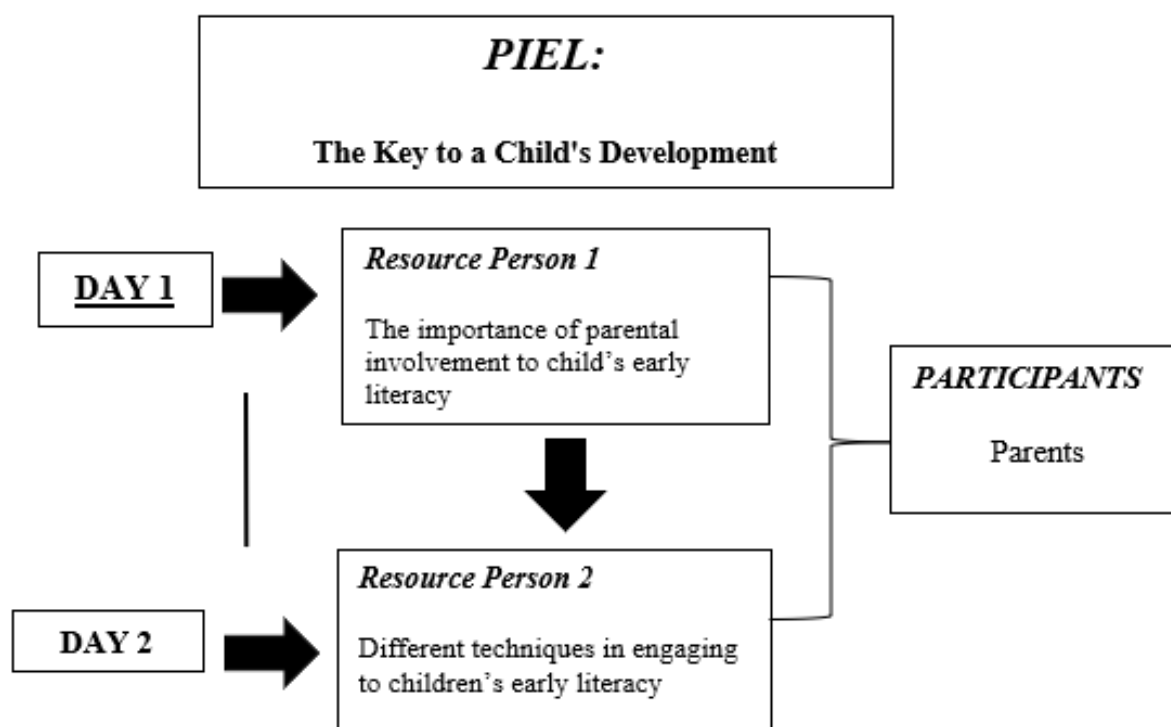 PIEL:
The Key to a Child's Development
DAY 1
Resource Person 1
The importance of parental
involvement to child’s early
literacy
PARTICIPANTS
Parents
DAY 2
Resource Person 2
Different techniques in engaging
to children’s early literacy